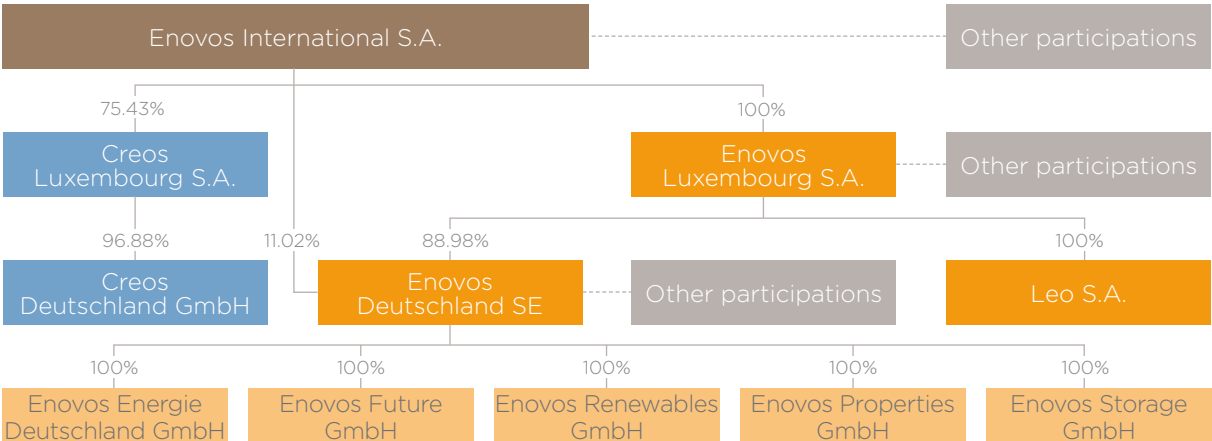 Enovos International S.A.
Other participations
75.43%
100%
Creos
Luxembourg S.A.
Enovos
Luxembourg S.A.
Other participations
96.88%
11.02%
88.98%
100%
Creos
Deutschland GmbH
Enovos
Deutschland SE
Other participations
Leo S.A.
100%
100%
100%
100%
100%
Enovos Energie
Deutschland GmbH
Enovos Future
GmbH
Enovos Renewables
GmbH
Enovos Properties
GmbH
Enovos Storage
GmbH